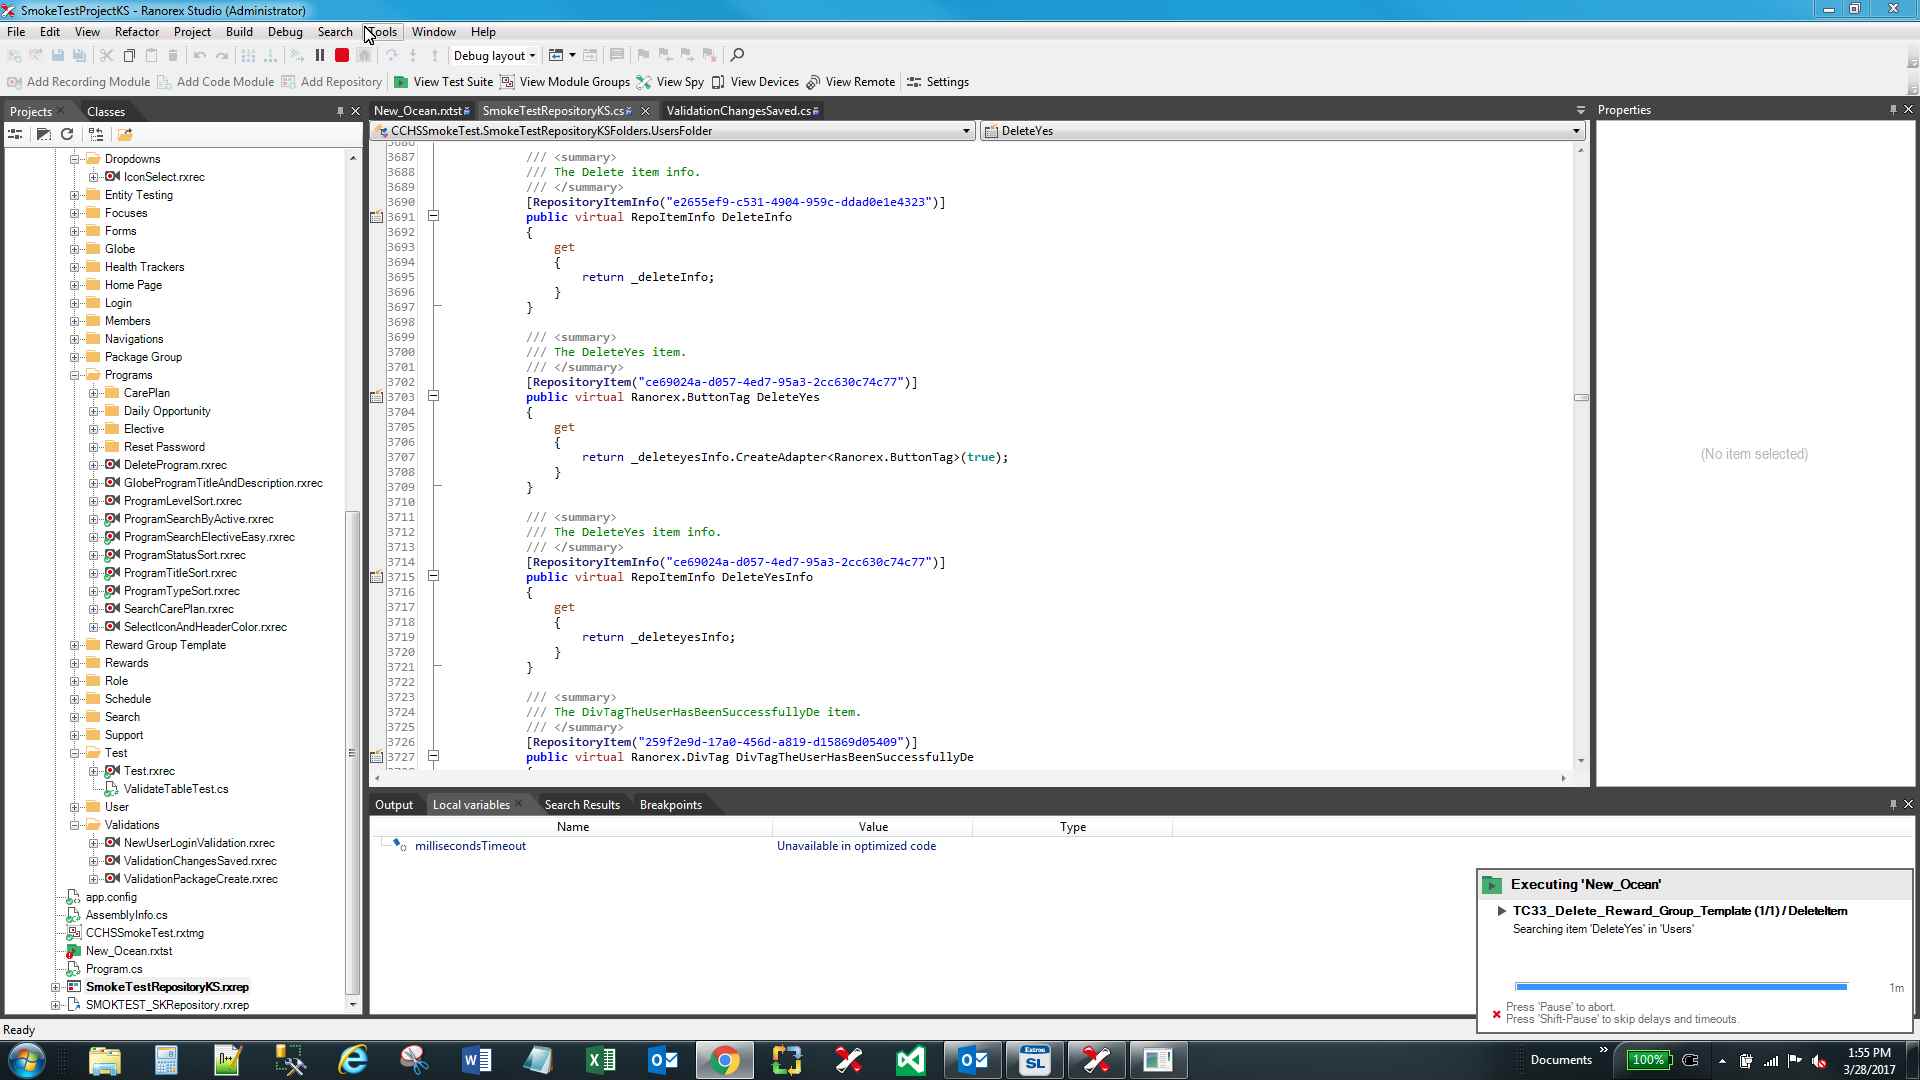 SmokeTestProjectKS - Ranorex Studio (Administrator)
File Edit View Refactor Project Build Debug Search Tools Window Help
Debug layout
Add Recording Module Add Code Module Add Repository View Test Suite View Module Groups View Spy View Devices View Remote Settings
Projects Classes
Dropdowns
IconSelect.rxrec
Entity Testing
Focuses
Forms
Globe
Health Trackers
Home Page
Login
Members
Navigations
Package Group
Programs
CarePlan
Daily Opportunity
Elective
Reset Password
DeleteProgram.rxrec
GlobeProgramTitleAndDescription.rxrec
ProgramLevelSort.rxrec
ProgramSearchByActive.rxrec
ProgramSearchElectiveEasy.rxrec
ProgramStatusSort.rxrec
ProgramTitleSort.rxrec
ProgramTypeSort.rxrec
SearchCarePlan.rxrec
SelectIconAndHeaderColor.rxrec
Reward Group Template
Rewards
Role
Schedule
Search
Support
Test
Test.rxrec
ValidateTableTest.cs
User
Validations
NewUserLoginValidation.rxrec
ValidationChangesSaved.rxrec
ValidationPackageCreate.rxrec
app.config
AssemblyInfo.cs
CCHSSmokeTest.rxtmg
New_Ocean.rxtst
Program.cs
SmokeTestRepositoryKS.rxrep
SMOKTEST_SKRepository.rxrep
New_Ocean.rxtst SmokeTestRepositoryKS.cs ValidationChangesSaved.cs
CCHSSmokeTest.SmokeTestRepositoryKSFolders.UsersFolder DeleteYes
3686
3687 /// <summary>
3688 /// The Delete item info.
3689 /// </summary>
3690 [RepositoryItemInfo("e2655ef9-c531-4904-959c-ddad0e1e4323")]
3691 public virtual RepoItemInfo DeleteInfo
3692 {
3693 get
3694 {
3695 return _deleteInfo;
3696 }
3697 }
3698
3699 /// <summary>
3700 /// The DeleteYes item.
3701 /// </summary>
3702 [RepositoryItem("ce69024a-d057-4ed7-95a3-2cc630c74c77")]
3703 public virtual Ranorex.ButtonTag DeleteYes
3704 {
3705 get
3706 {
3707 return _deleteyesInfo.CreateAdapter<Ranorex.ButtonTag>(true);
3708 }
3709 }
3710
3711 /// <summary>
3712 /// The DeleteYes item info.
3713 /// </summary>
3714 [RepositoryItemInfo("ce69024a-d057-4ed7-95a3-2cc630c74c77")]
3715 public virtual RepoItemInfo DeleteYesInfo
3716 {
3717 get
3718 {
3719 return _deleteyesInfo;
3720 }
3721 }
3722
3723 /// <summary>
3724 /// The DivTagTheUserHasBeenSuccessfullyDe item.
3725 /// </summary>
3726 [RepositoryItem("259f2e9d-17a0-456d-a819-d15869d05409")]
3727 public virtual Ranorex.DivTag DivTagTheUserHasBeenSuccessfullyDe
Properties
(No item selected)
Output Local variables Search Results Breakpoints
Name Value Type
millisecondsTimeout Unavailable in optimized code
Executing 'New_Ocean'
TC33_Delete_Reward_Group_Template (1/1) / DeleteItem
Searching item 'DeleteYes' in 'Users'
1m
Press 'Pause' to abort.
Press 'Shift-Pause' to skip delays and timeouts.
Ready
Extron
SL
Documents
100%
1:55 PM
3/28/2017